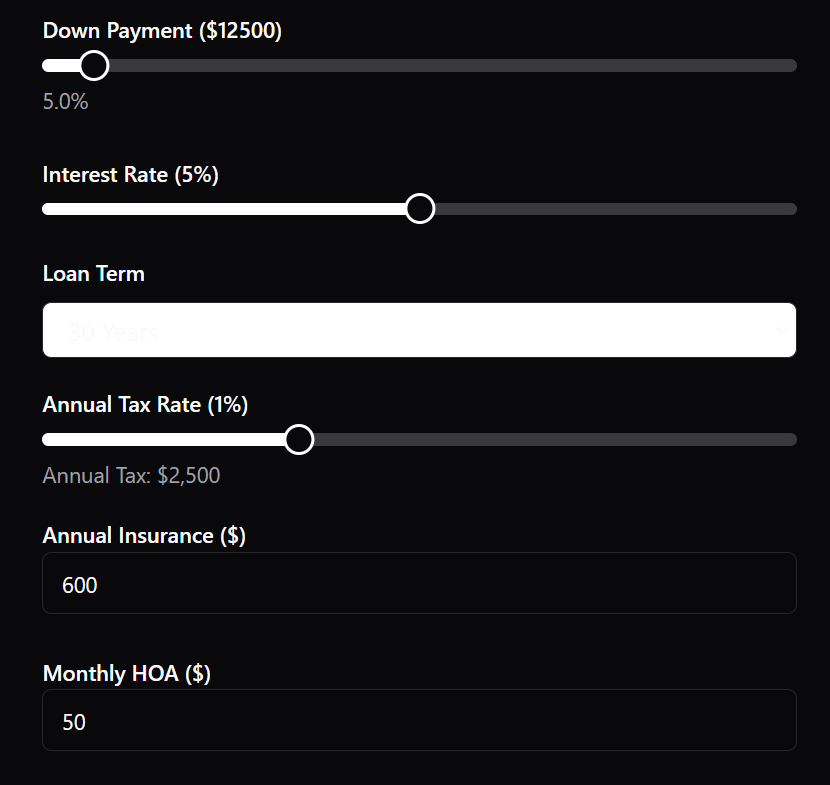 Down Payment ($12500)
5.0%
Interest Rate (5%)
Loan Term
30 Years
Annual Tax Rate (1%)
Annual Tax: $2,500
Annual Insurance ($)
600
Monthly HOA ($)
50